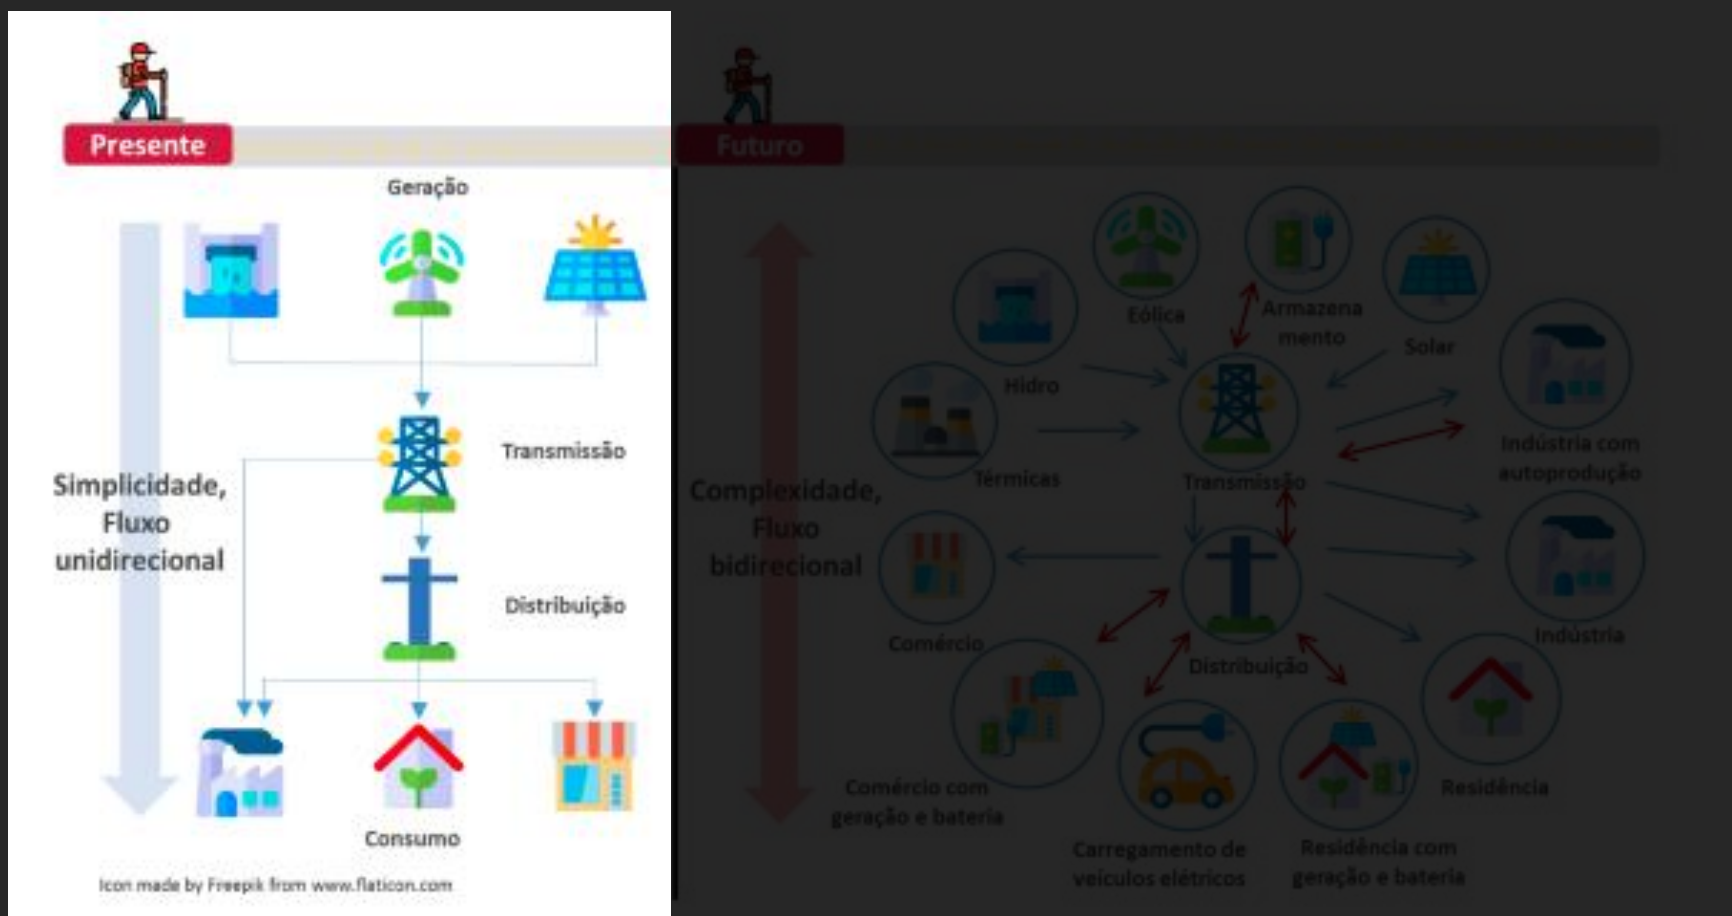 Presente
Geração
Transmissão
Simplicidade,
Fluxo
unidirecional
Distribuição
Consumo
Icon made by Freepik from www.flaticon.com
Futuro
Eólica
Armazena
mento
Solar
Hidro
Térmicas
Transmissão
Indústria com
autoprodução
Complexidade,
Fluxo
bidirecional
Comércio
Distribuição
Indústria
Comércio com
geração e bateria
Residência
Carregamento de
veículos elétricos
Residência com
geração e bateria